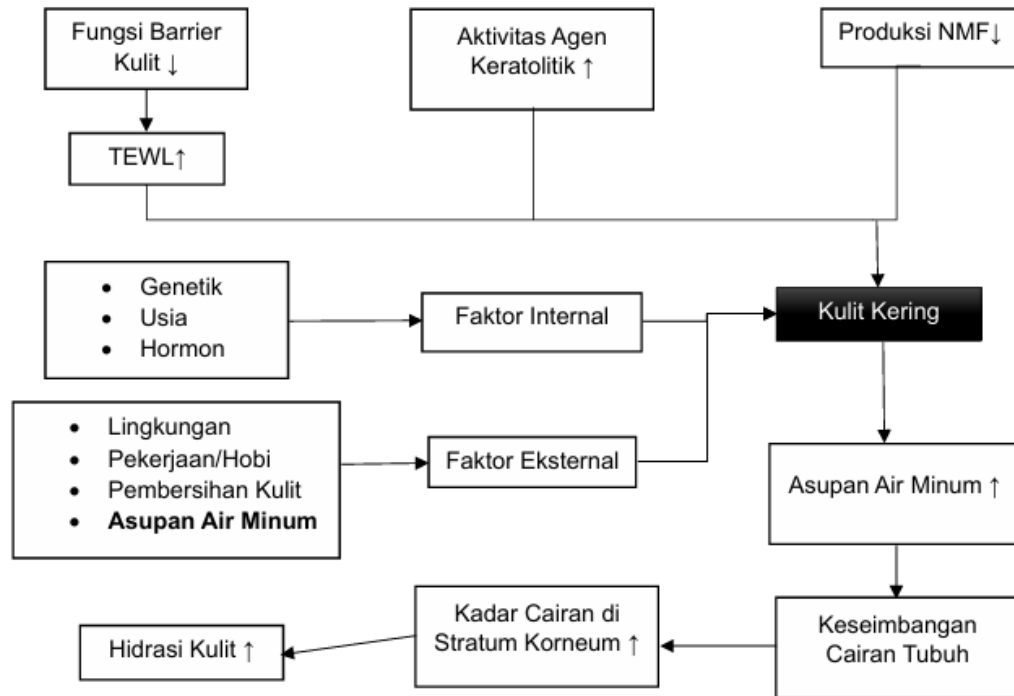 Fungsi Barrier
Kulit ↓
Aktivitas Agen
Keratolitik ↑
Produksi NMF↓
TEWL↑
• Genetik
• Usia
• Hormon
Faktor Internal
Kulit Kering
• Lingkungan
• Pekerjaan/Hobi
• Pembersihan Kulit
• Asupan Air Minum
Faktor Eksternal
Asupan Air Minum ↑
Keseimbangan
Cairan Tubuh
Kadar Cairan di
Stratum Korneum ↑
Hidrasi Kulit ↑